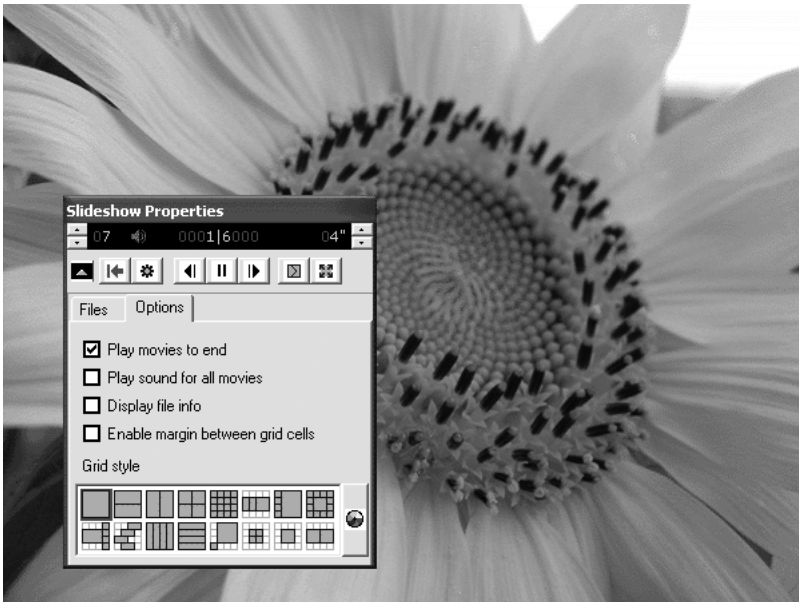 Slideshow Properties
07 0001|6000 04"
Files Options
Play movies to end
Play sound for all movies
Display file info
Enable margin between grid cells
Grid style